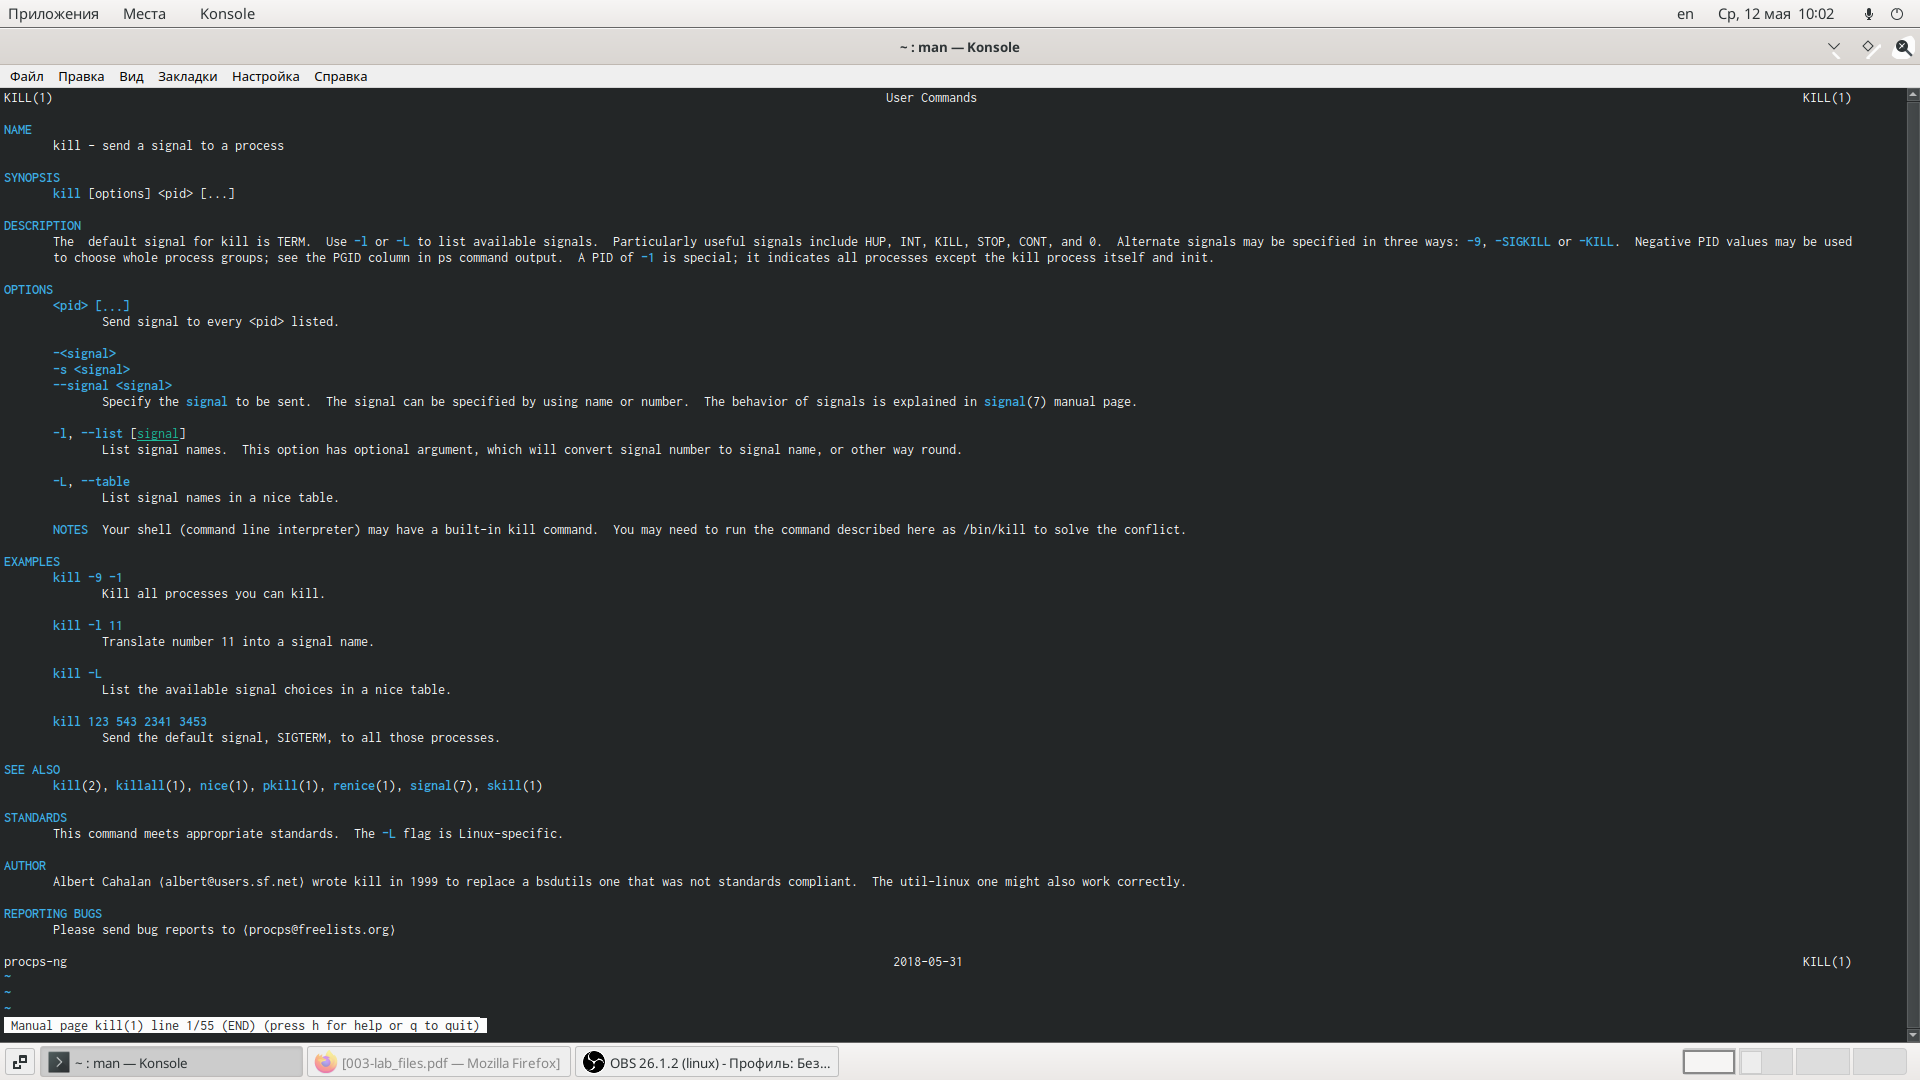 Приложения Места Konsole en Ср, 12 мая 10:02
~ : man — Konsole
Файл Правка Вид Закладки Настройка Справка
KILL(1) User Commands KILL(1)
NAME
kill - send a signal to a process
SYNOPSIS
kill [options] <pid> [...]
DESCRIPTION
The default signal for kill is TERM. Use -l or -L to list available signals. Particularly useful signals include HUP, INT, KILL, STOP, CONT, and 0. Alternate signals may be specified in three ways: -9, -SIGKILL or -KILL. Negative PID values may be used
to choose whole process groups; see the PGID column in ps command output. A PID of -1 is special; it indicates all processes except the kill process itself and init.
OPTIONS
<pid> [...]
Send signal to every <pid> listed.
-<signal>
-s <signal>
--signal <signal>
Specify the signal to be sent. The signal can be specified by using name or number. The behavior of signals is explained in signal(7) manual page.
-l, --list [signal]
List signal names. This option has optional argument, which will convert signal number to signal name, or other way round.
-L, --table
List signal names in a nice table.
NOTES Your shell (command line interpreter) may have a built-in kill command. You may need to run the command described here as /bin/kill to solve the conflict.
EXAMPLES
kill -9 -1
Kill all processes you can kill.
kill -l 11
Translate number 11 into a signal name.
kill -L
List the available signal choices in a nice table.
kill 123 543 2341 3453
Send the default signal, SIGTERM, to all those processes.
SEE ALSO
kill(2), killall(1), nice(1), pkill(1), renice(1), signal(7), skill(1)
STANDARDS
This command meets appropriate standards. The -L flag is Linux-specific.
AUTHOR
Albert Cahalan ⟨albert@users.sf.net⟩ wrote kill in 1999 to replace a bsdutils one that was not standards compliant. The util-linux one might also work correctly.
REPORTING BUGS
Please send bug reports to ⟨procps@freelists.org⟩
procps-ng 2018-05-31 KILL(1)
~
~
~
Manual page kill(1) line 1/55 (END) (press h for help or q to quit)
~ : man — Konsole [003-lab_files.pdf — Mozilla Firefox] OBS 26.1.2 (linux) - Профиль: Без...